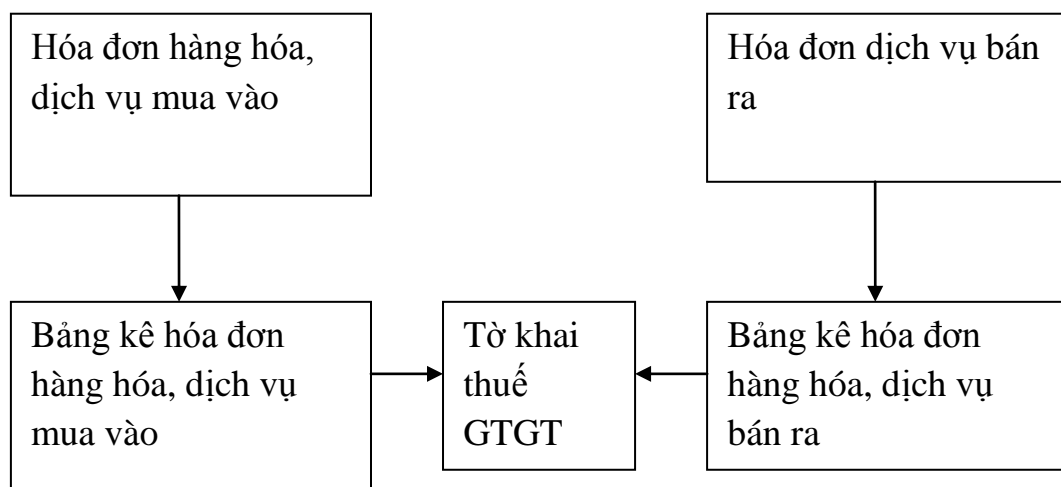 Hóa đơn hàng hóa,
dịch vụ mua vào
Hóa đơn dịch vụ bán
ra
Bảng kê hóa đơn
hàng hóa, dịch vụ
mua vào
Tờ khai
thuế
GTGT
Bảng kê hóa đơn
hàng hóa, dịch vụ
bán ra